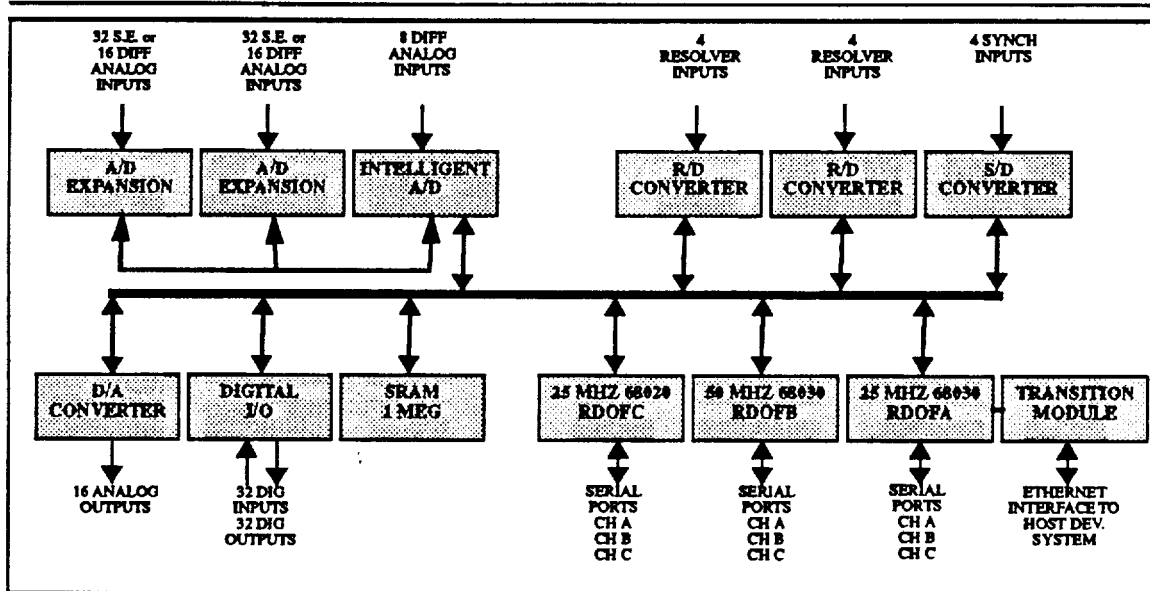 32 S.E. or
16 DIFF
ANALOG
INPUTS
32 S.E. or
16 DIFF
ANALOG
INPUTS
8 DIFF
ANALOG
INPUTS
4
RESOLVER
INPUTS
4
RESOLVER
INPUTS
4 SYNCH
INPUTS
A/D
EXPANSION
A/D
EXPANSION
INTELLIGENT
A/D
R/D
CONVERTER
R/D
CONVERTER
S/D
CONVERTER
D/A
CONVERTER
DIGITAL
I/O
SRAM
1 MEG
25 MHZ 68020
RDOFC
50 MHZ 68030
RDOFB
25 MHZ 68030
RDOFA
TRANSITION
MODULE
16 ANALOG
OUTPUTS
32 DIG
INPUTS
32 DIG
OUTPUTS
SERIAL
PORTS
CH A
CH B
CH C
SERIAL
PORTS
CH A
CH B
CH C
SERIAL
PORTS
CH A
CH B
CH C
ETHERNET
INTERFACE TO
HOST DEV.
SYSTEM